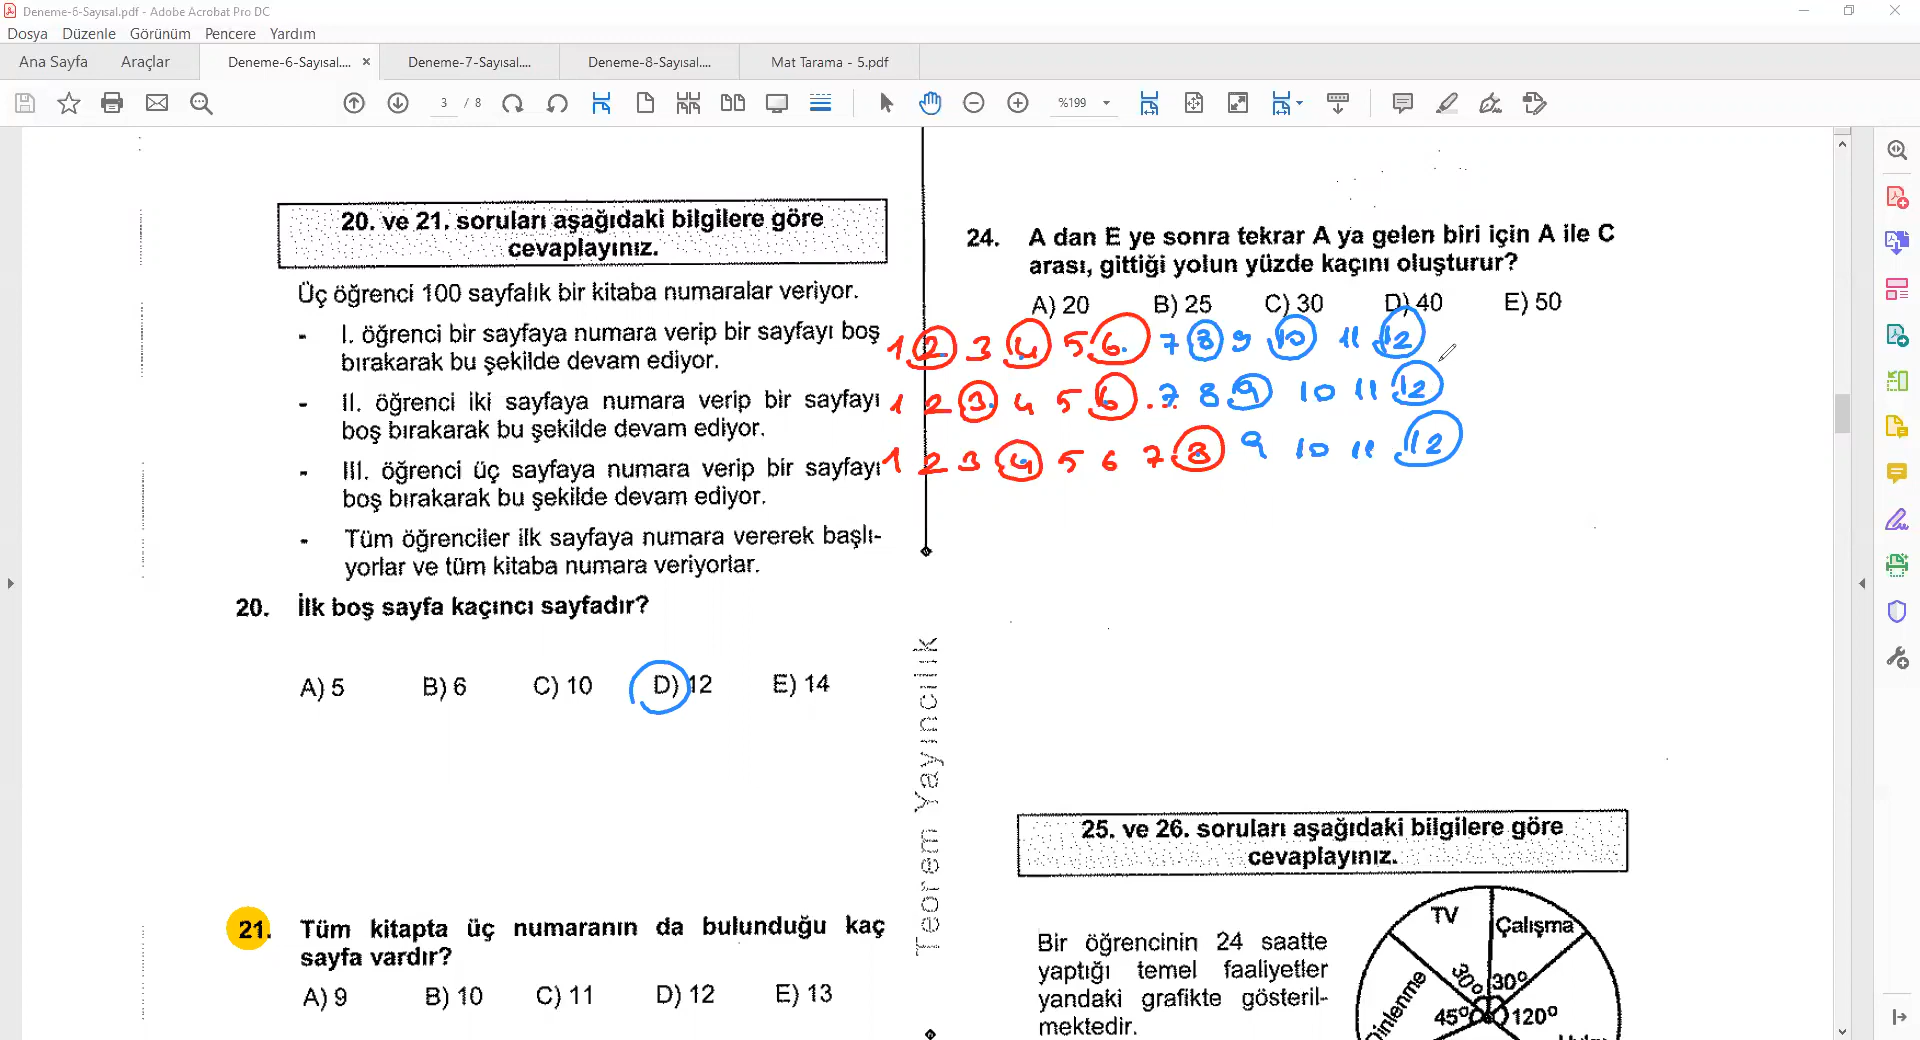 Deneme-6-Sayısal.pdf - Adobe Acrobat Pro DC
Dosya Düzenle Görünüm Pencere Yardım
Ana Sayfa Araçlar Deneme-6-Sayısal.... × Deneme-7-Sayısal.... Deneme-8-Sayısal.... Mat Tarama - 5.pdf
3 / 8 %199
20. ve 21. soruları aşağıdaki bilgilere göre
cevaplayınız.
Üç öğrenci 100 sayfalık bir kitaba numaralar veriyor.
- I. öğrenci bir sayfaya numara verip bir sayfayı boş
bırakarak bu şekilde devam ediyor.
- II. öğrenci iki sayfaya numara verip bir sayfayı
boş bırakarak bu şekilde devam ediyor.
- III. öğrenci üç sayfaya numara verip bir sayfayı
boş bırakarak bu şekilde devam ediyor.
- Tüm öğrenciler ilk sayfaya numara vererek başlı-
yorlar ve tüm kitaba numara veriyorlar.
20. İlk boş sayfa kaçıncı sayfadır?
A) 5 B) 6 C) 10 D) 12 E) 14
21. Tüm kitapta üç numaranın da bulunduğu kaç
sayfa vardır?
A) 9 B) 10 C) 11 D) 12 E) 13
Teorem Yayıncılık
24. A dan E ye sonra tekrar A ya gelen biri için A ile C
arası, gittiği yolun yüzde kaçını oluşturur?
A) 20 B) 25 C) 30 D) 40 E) 50
1 2 3 4 5 6 7 8 9 10 11 12
1 2 3 4 5 6 . . 7 8 9 10 11 12
1 2 3 4 5 6 7 8 9 10 11 12
25. ve 26. soruları aşağıdaki bilgilere göre
cevaplayınız.
Bir öğrencinin 24 saatte
yaptığı temel faaliyetler
yandaki grafikte gösteril-
mektedir.
TV Çalışma
30° 30°
Dinlenme 45° 120°